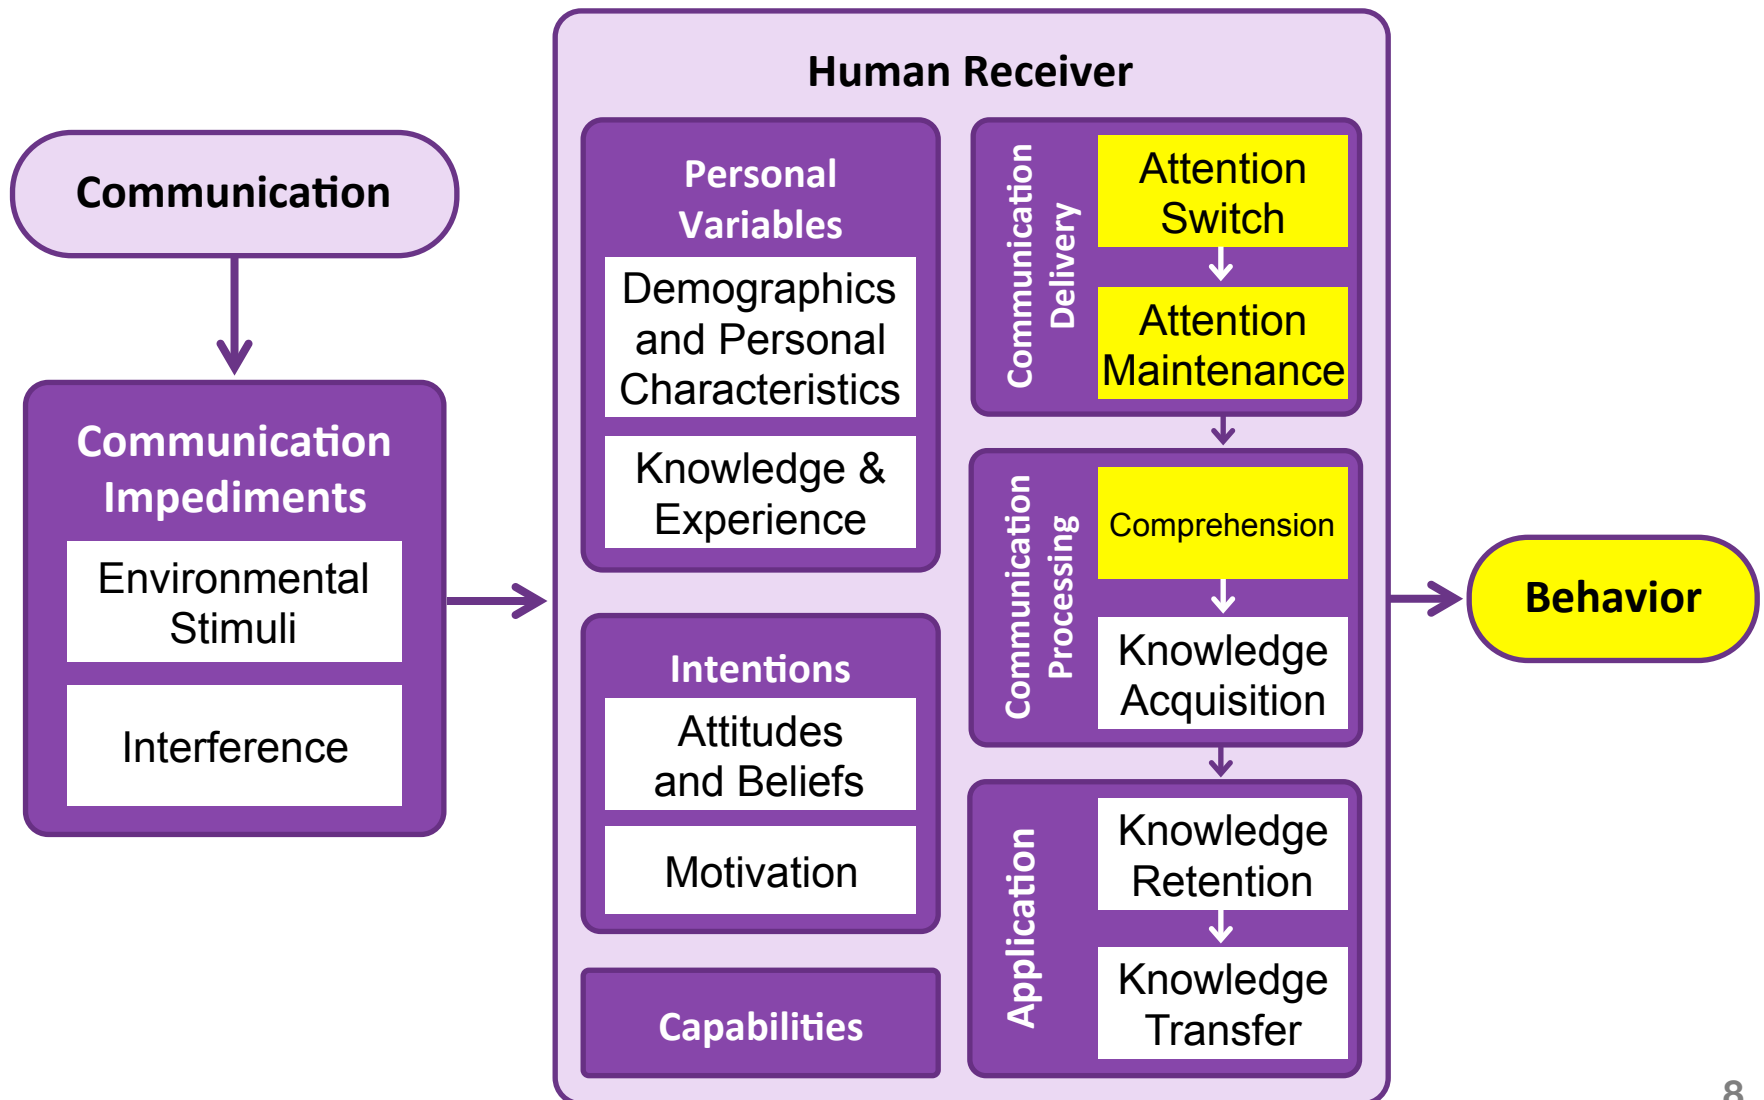 Human Receiver
Communication
Communication
Impediments
Environmental
Stimuli
Interference
Personal
Variables
Demographics
and Personal
Characteristics
Knowledge &
Experience
Intentions
Attitudes
and Beliefs
Motivation
Capabilities
Communication
Delivery
Attention
Switch
Attention
Maintenance
Communication
Processing
Comprehension
Knowledge
Acquisition
Application
Knowledge
Retention
Knowledge
Transfer
Behavior
8